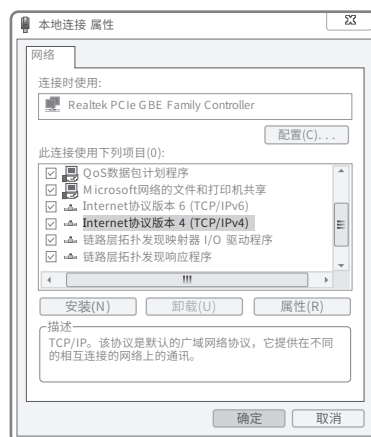 本地连接 属性
网络
连接时使用:
Realtek PCIe GBE Family Controller
配置(C)...
此连接使用下列项目(0):
QoS数据包计划程序
Microsoft网络的文件和打印机共享
Internet协议版本 6 (TCP/IPv6)
Internet协议版本 4 (TCP/IPv4)
链路层拓扑发现映射器 I/O 驱动程序
链路层拓扑发现响应程序
安装(N)
卸载(U)
属性(R)
描述
TCP/IP。该协议是默认的广域网络协议，它提供在不同
的相互连接的网络上的通讯。
确定
取消